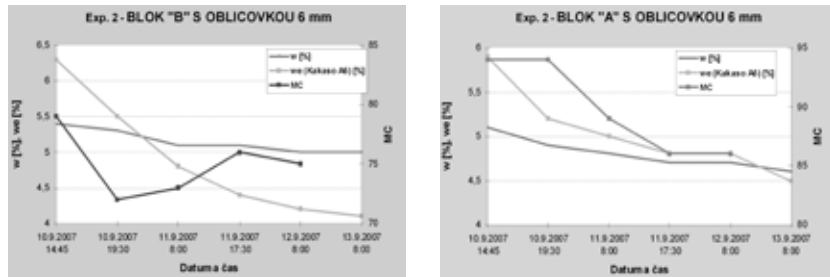 Exp. 2 - BLOK "B" S OBLICOVKOU 6 mm
6,5
6
5,5
5
4,5
4
85
80
75
70
w [%], we [%]
MC
w [%]
we (Kakaso A6) [%]
MC
10.9.2007 10.9.2007 11.9.2007 11.9.2007 12.9.2007 13.9.2007
14:45 19:30 8:00 17:30 8:00 8:00
Datum a čas
Exp. 2 - BLOK "A" S OBLICOVKOU 6 mm
6
5,5
5
4,5
4
95
90
85
80
w [%], we [%]
MC
w [%]
we (Kakaso A6) [%]
MC
10.9.2007 10.9.2007 11.9.2007 11.9.2007 12.9.2007 13.9.2007
14:45 19:30 8:00 17:30 8:00 8:00
Datum a čas